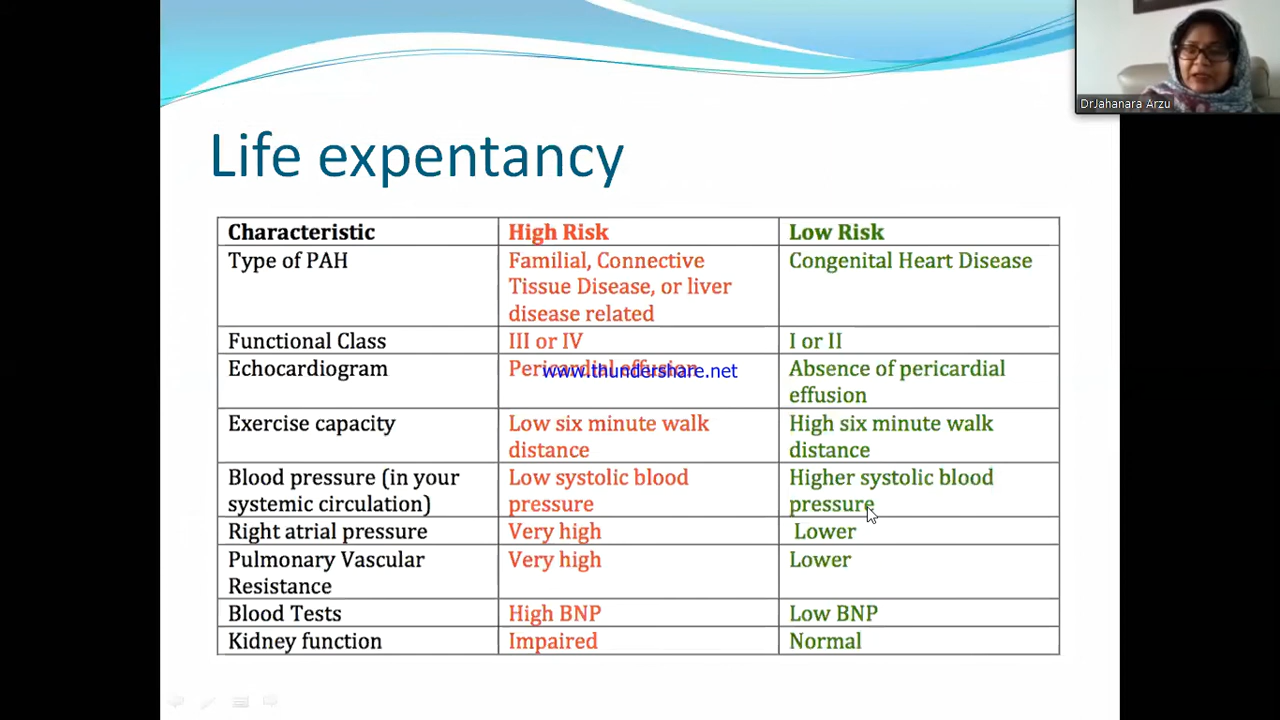 DrJahanara Arzu
Life expentancy
Characteristic High Risk Low Risk
Type of PAH Familial, Connective Congenital Heart Disease
Tissue Disease, or liver
disease related
Functional Class III or IV I or II
Echocardiogram Pericardial effusion Absence of pericardial
www.thundershare.net
effusion
Exercise capacity Low six minute walk High six minute walk
distance distance
Blood pressure (in your Low systolic blood Higher systolic blood
systemic circulation) pressure pressure
Right atrial pressure Very high Lower
Pulmonary Vascular Very high Lower
Resistance
Blood Tests High BNP Low BNP
Kidney function Impaired Normal